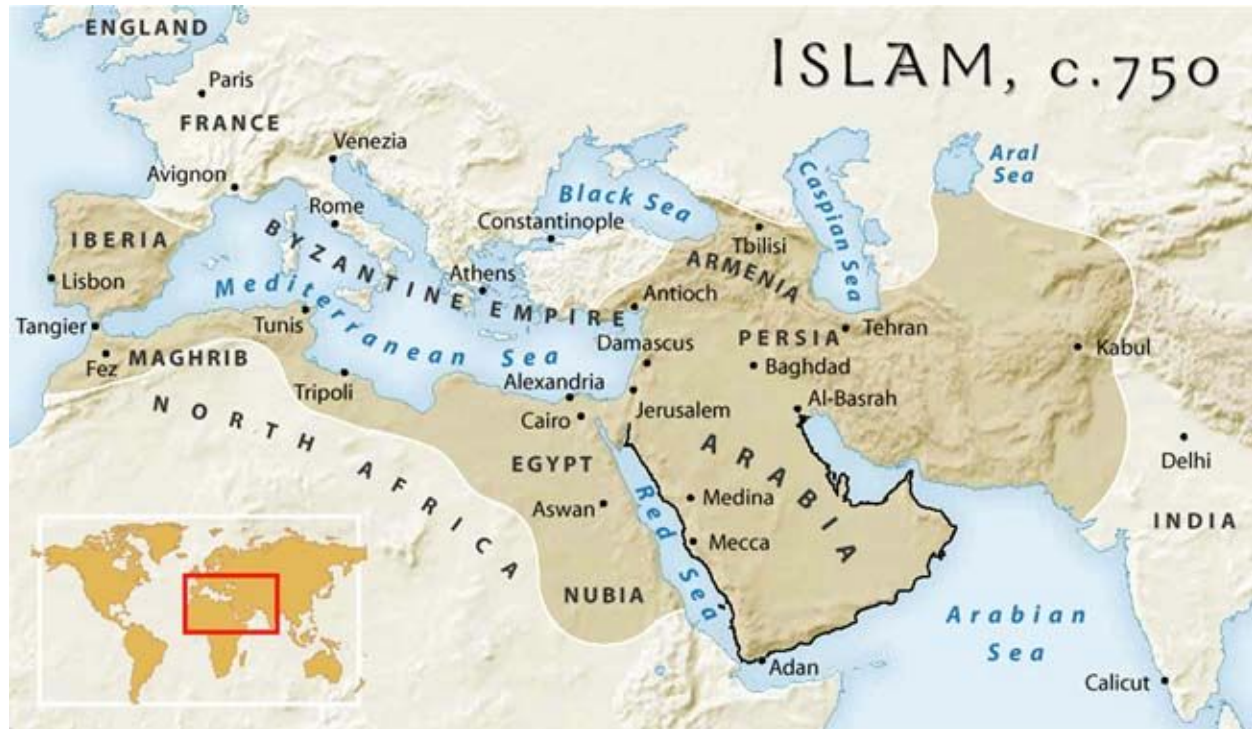 ISLAM, c.750
ENGLAND
Paris
FRANCE
Venezia
Avignon
Rome
IBERIA
Lisbon
Tangier
Fez
MAGHRIB
Tunis
Tripoli
Mediterranean Sea
BYZANTINE EMPIRE
Athens
Constantinople
Black Sea
Caspian Sea
Aral
Sea
Tbilisi
ARMENIA
Antioch
PERSIA
Tehran
Damascus
Baghdad
Kabul
Alexandria
Cairo
Jerusalem
Al-Basrah
NORTH AFRICA
EGYPT
Aswan
Red Sea
ARABIA
Medina
Mecca
NUBIA
Adan
Delhi
INDIA
Arabian
Sea
Calicut